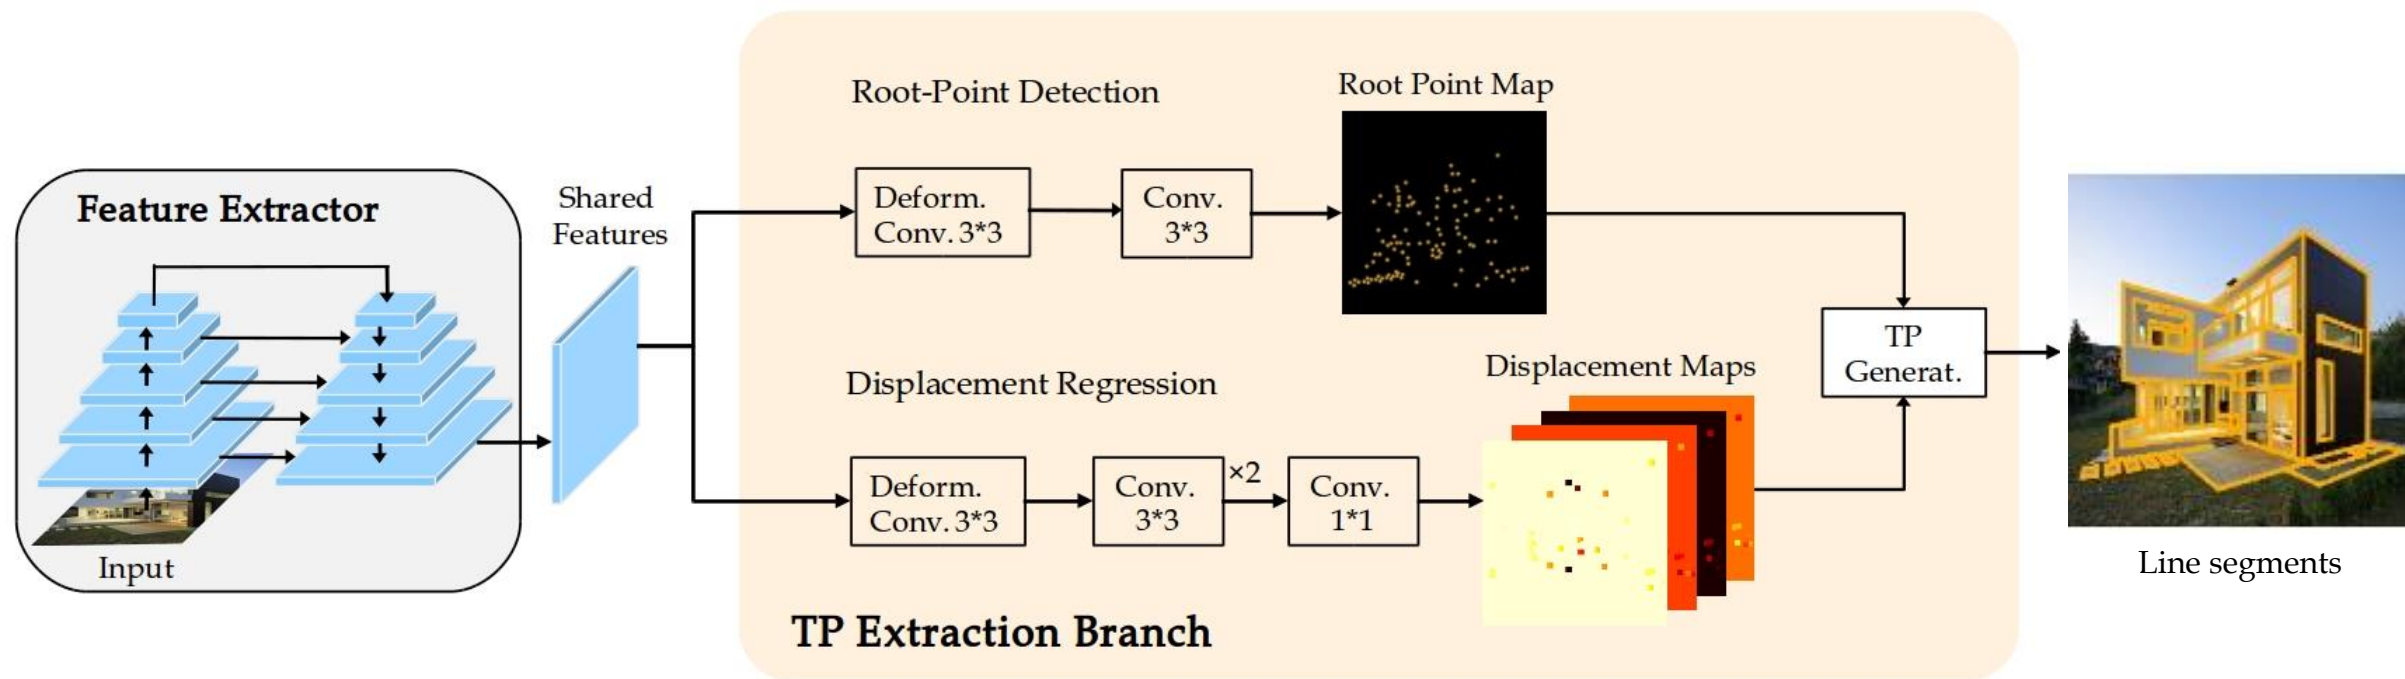 Feature Extractor
Input
Shared
Features
Root-Point Detection
Deform.
Conv. 3*3
Conv.
3*3
Root Point Map
Displacement Regression
Deform.
Conv. 3*3
Conv.
3*3
×2
Conv.
1*1
Displacement Maps
TP
Generat.
TP Extraction Branch
Line segments